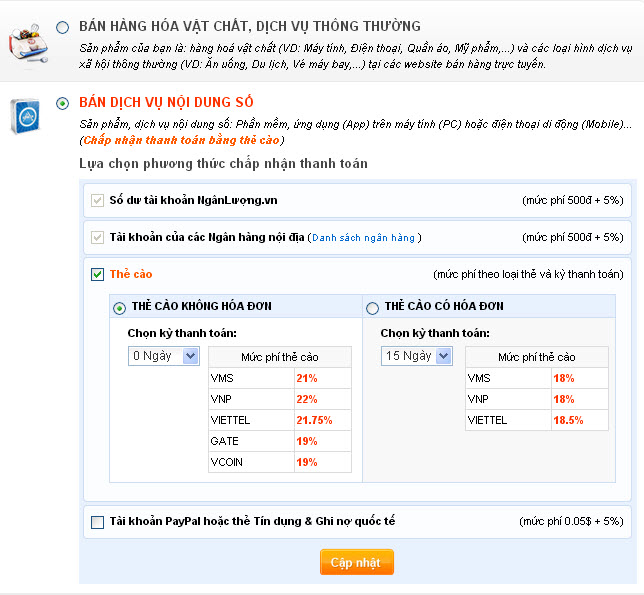 BÁN HÀNG HÓA VẬT CHẤT, DỊCH VỤ THÔNG THƯỜNG
Sản phẩm của bạn là: hàng hoá vật chất (VD: Máy tính, Điện thoại, Quần áo, Mỹ phẩm,...) và các loại hình dịch vụ
xã hội thông thường (VD: Ăn uống, Du lịch, Vé máy bay,...) tại các website bán hàng trực tuyến.
BÁN DỊCH VỤ NỘI DUNG SỐ
Sản phẩm, dịch vụ nội dung số: Phần mềm, ứng dụng (App) trên máy tính (PC) hoặc điện thoại di động (Mobile)...
(Chấp nhận thanh toán bằng thẻ cào)
Lựa chọn phương thức chấp nhận thanh toán
Số dư tài khoản NgânLượng.vn (mức phí 500đ + 5%)
Tài khoản của các Ngân hàng nội địa (Danh sách ngân hàng ) (mức phí 500đ + 5%)
Thẻ cào (mức phí theo loại thẻ và kỳ thanh toán)
THẺ CÀO KHÔNG HÓA ĐƠN
Chọn kỳ thanh toán:
0 Ngày
Mức phí thẻ cào
VMS 21%
VNP 22%
VIETTEL 21.75%
GATE 19%
VCOIN 19%
THẺ CÀO CÓ HÓA ĐƠN
Chọn kỳ thanh toán:
15 Ngày
Mức phí thẻ cào
VMS 18%
VNP 18%
VIETTEL 18.5%
Tài khoản PayPal hoặc thẻ Tín dụng & Ghi nợ quốc tế (mức phí 0.05$ + 5%)
Cập nhật